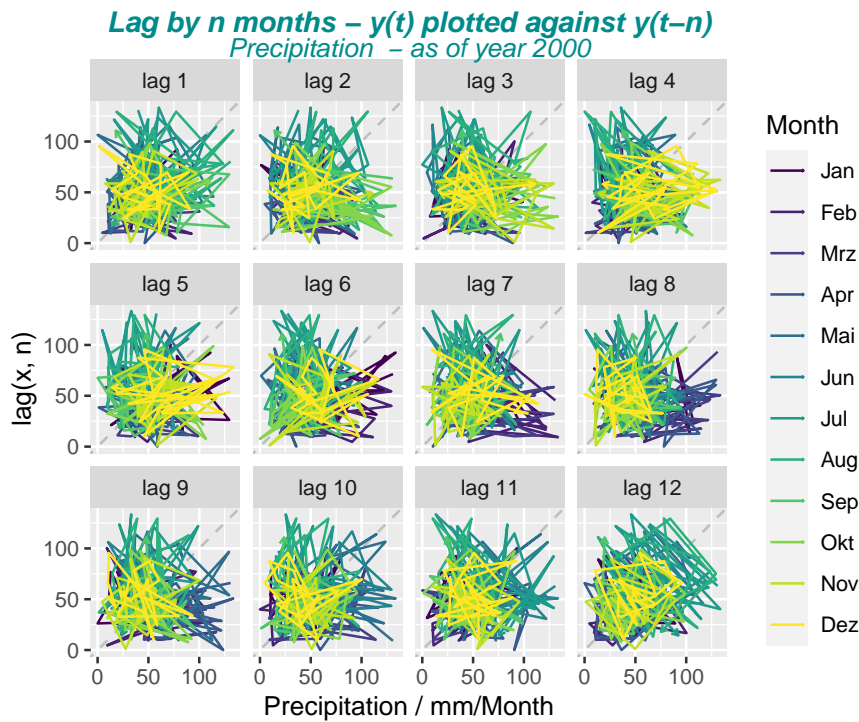 Lag by n months – y(t) plotted against y(t–n)
Precipitation – as of year 2000
lag 1 lag 2 lag 3 lag 4
100
50
0
lag 5 lag 6 lag 7 lag 8
100
50
0
lag 9 lag 10 lag 11 lag 12
100
50
0
0 50 100 0 50 100 0 50 100 0 50 100
lag(x, n)
Precipitation / mm/Month
Month
Jan
Feb
Mrz
Apr
Mai
Jun
Jul
Aug
Sep
Okt
Nov
Dez